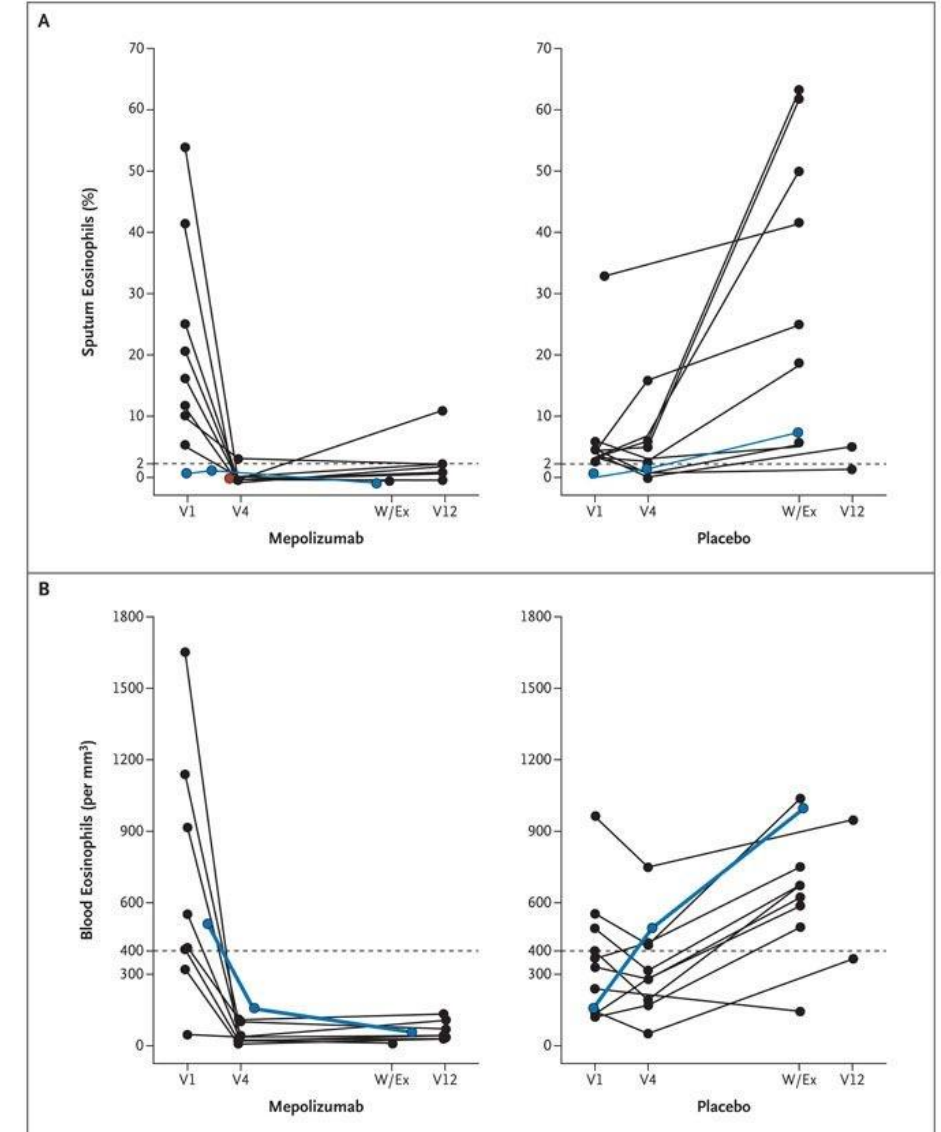 A
70
60
50
40
30
20
10
2
0
Sputum Eosinophils (%)
V1 V4 W/Ex V12
Mepolizumab
70
60
50
40
30
20
10
2
0
V1 V4 W/Ex V12
Placebo
B
1800
1500
1200
900
600
400
300
0
Blood Eosinophils (per mm³)
V1 V4 W/Ex V12
Mepolizumab
1800
1500
1200
900
600
400
300
0
V1 V4 W/Ex V12
Placebo